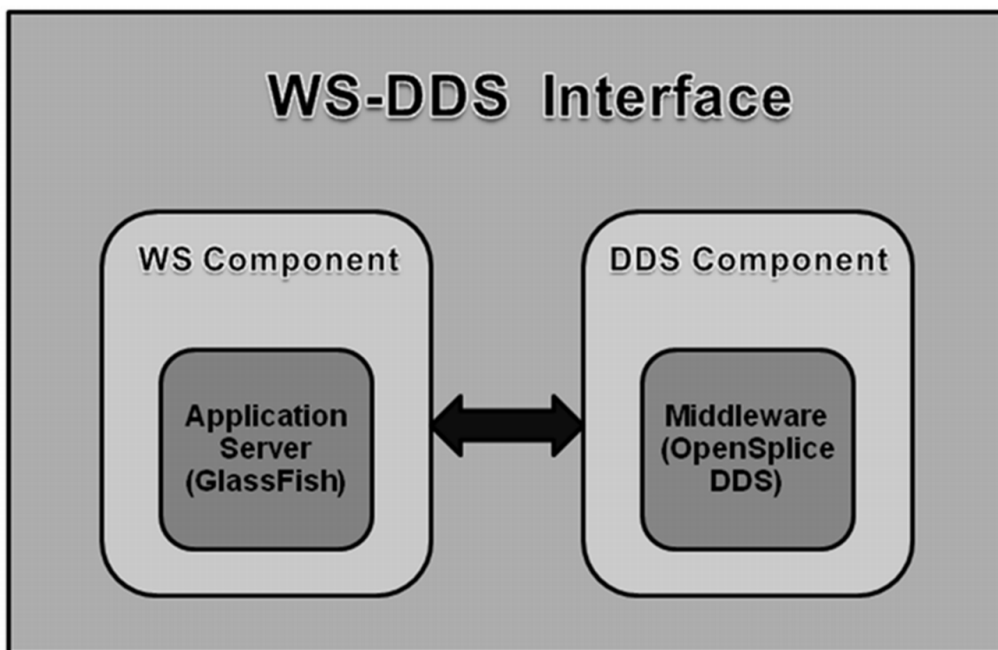 WS-DDS Interface
WS Component
Application
Server
(GlassFish)
DDS Component
Middleware
(OpenSplice
DDS)